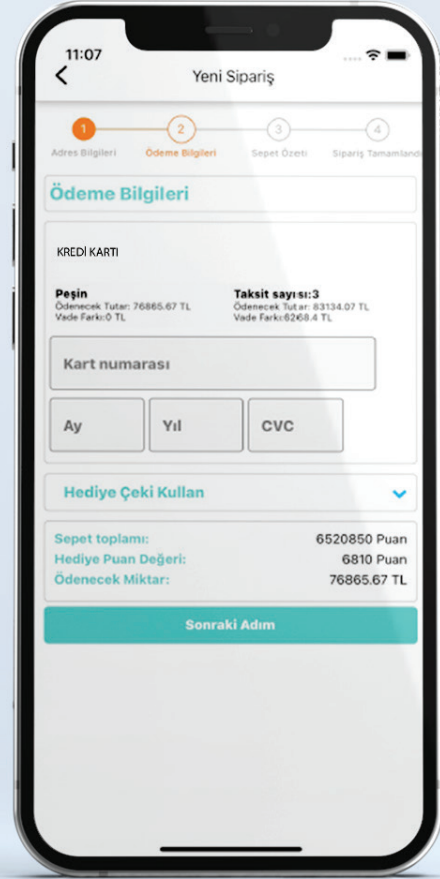 11:07
Yeni Sipariş
1 2 3 4
Adres Bilgileri Ödeme Bilgileri Sepet Özeti Sipariş Tamamlandı
Ödeme Bilgileri
KREDİ KARTI
Peşin Taksit sayısı:3
Ödenecek Tutar: 76865.67 TL Ödenecek Tutar: 83134.07 TL
Vade Farkı:0 TL Vade Farkı:6268.4 TL
Kart numarası
Ay Yıl CVC
Hediye Çeki Kullan
Sepet toplamı: 6520850 Puan
Hediye Puan Değeri: 6810 Puan
Ödenecek Miktar: 76865.67 TL
Sonraki Adım